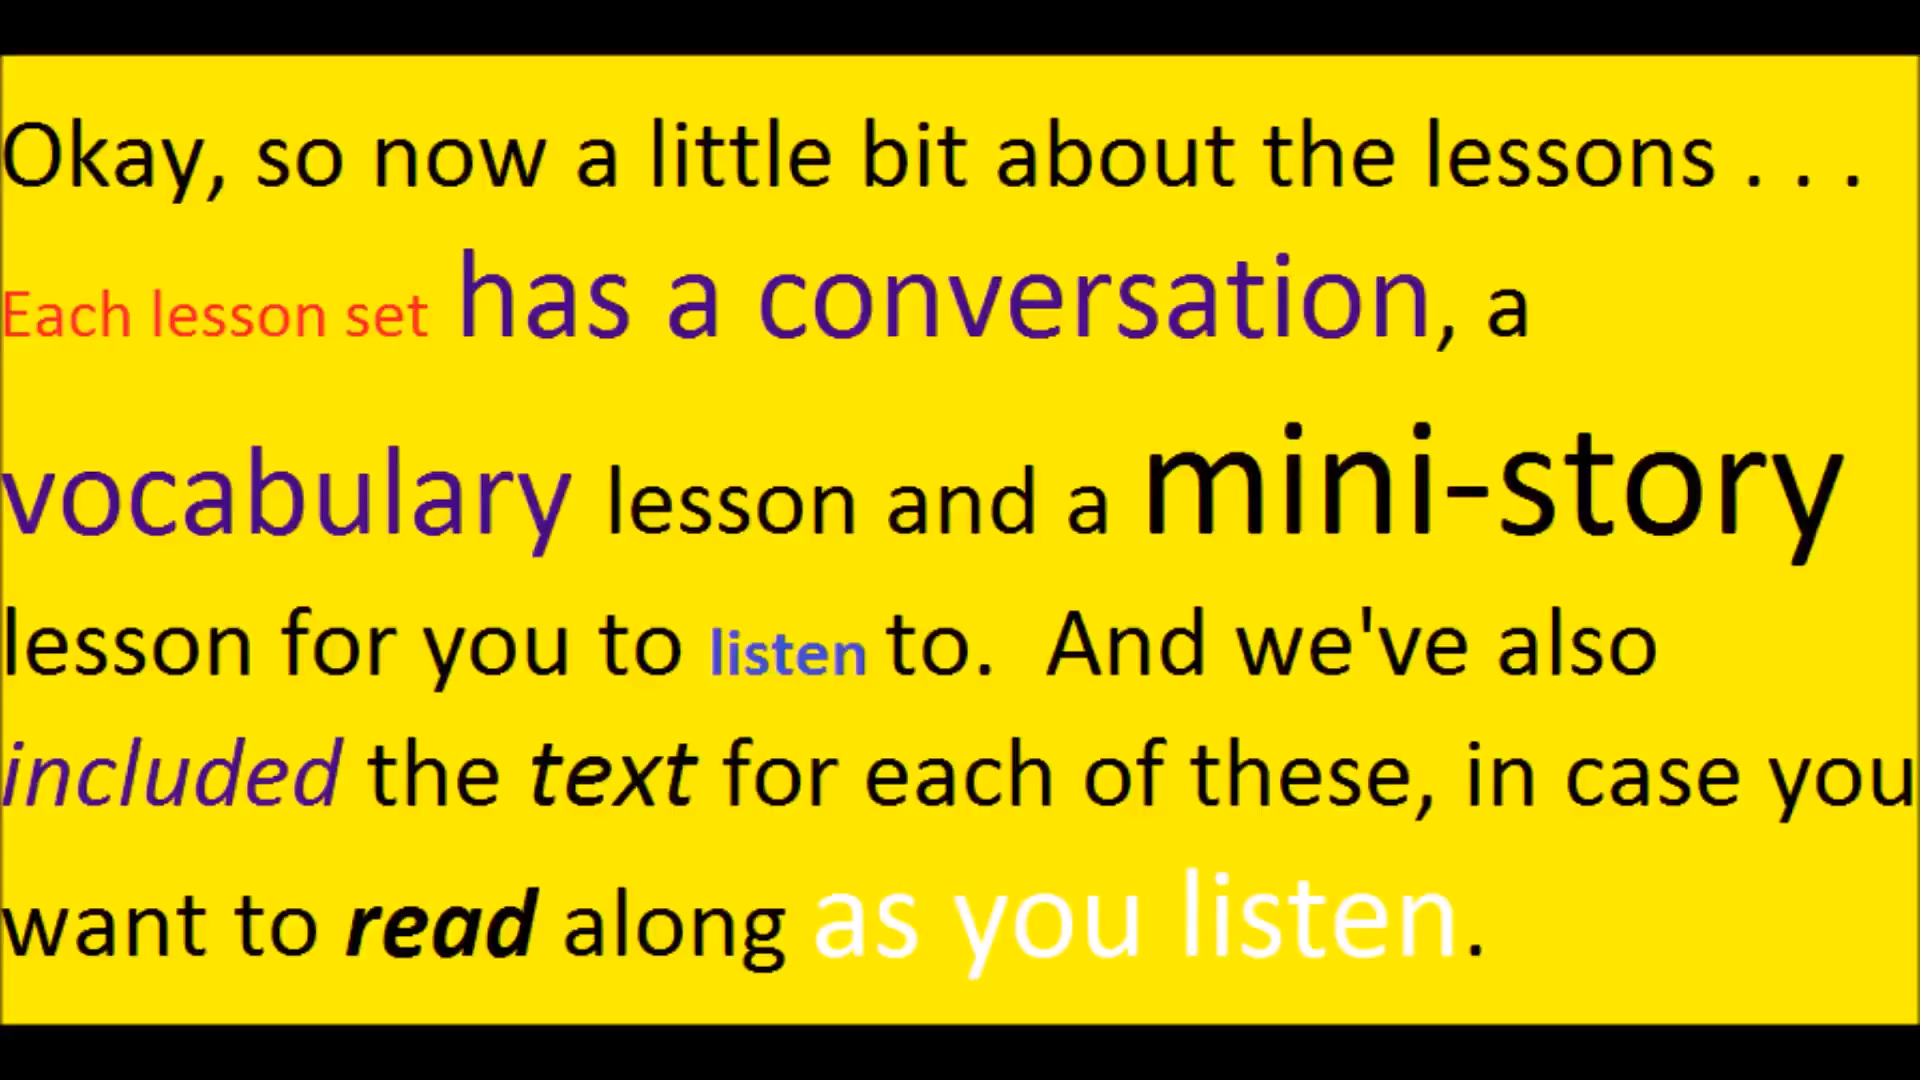 Okay, so now a little bit about the lessons . . .
Each lesson set has a conversation, a
vocabulary lesson and a mini-story
lesson for you to listen to.  And we've also
included the text for each of these, in case you
want to read along as you listen.